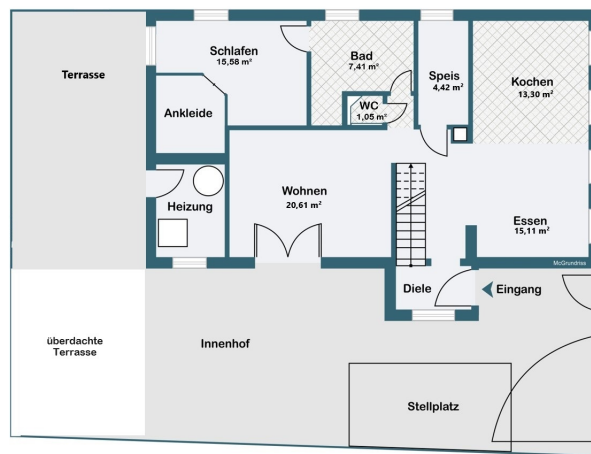 Terrasse
Schlafen
15,58 m²
Bad
7,41 m²
Speis
4,42 m²
Kochen
13,30 m²
Ankleide
WC
1,05 m²
Wohnen
20,61 m²
Heizung
Essen
15,11 m²
McGrundriss
Diele
Eingang
überdachte
Terrasse
Innenhof
Stellplatz